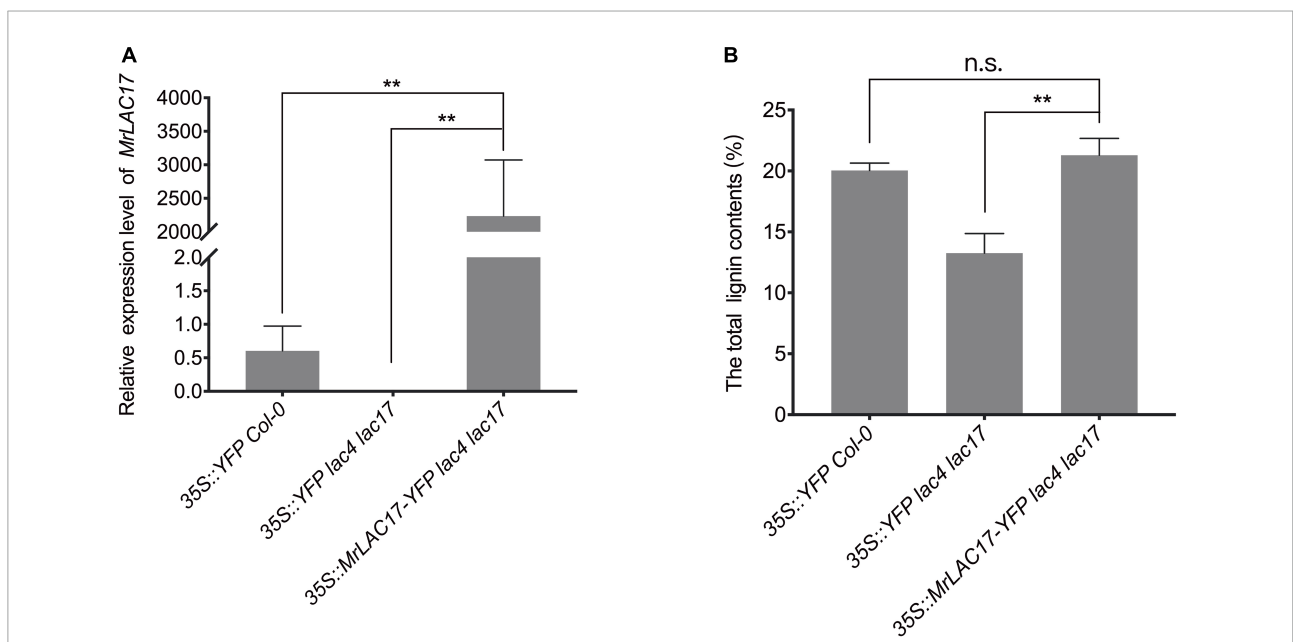 A
Relative expression level of MrLAC17
4000
3500
3000
2500
2000
2.0
1.5
1.0
0.5
0.0
**
**
35S::YFP Col-0
35S::YFP lac4 lac17
35S::MrLAC17-YFP lac4 lac17
B
The total lignin contents (%)
25
20
15
10
5
0
n.s.
**
35S::YFP Col-0
35S::YFP lac4 lac17
35S::MrLAC17-YFP lac4 lac17